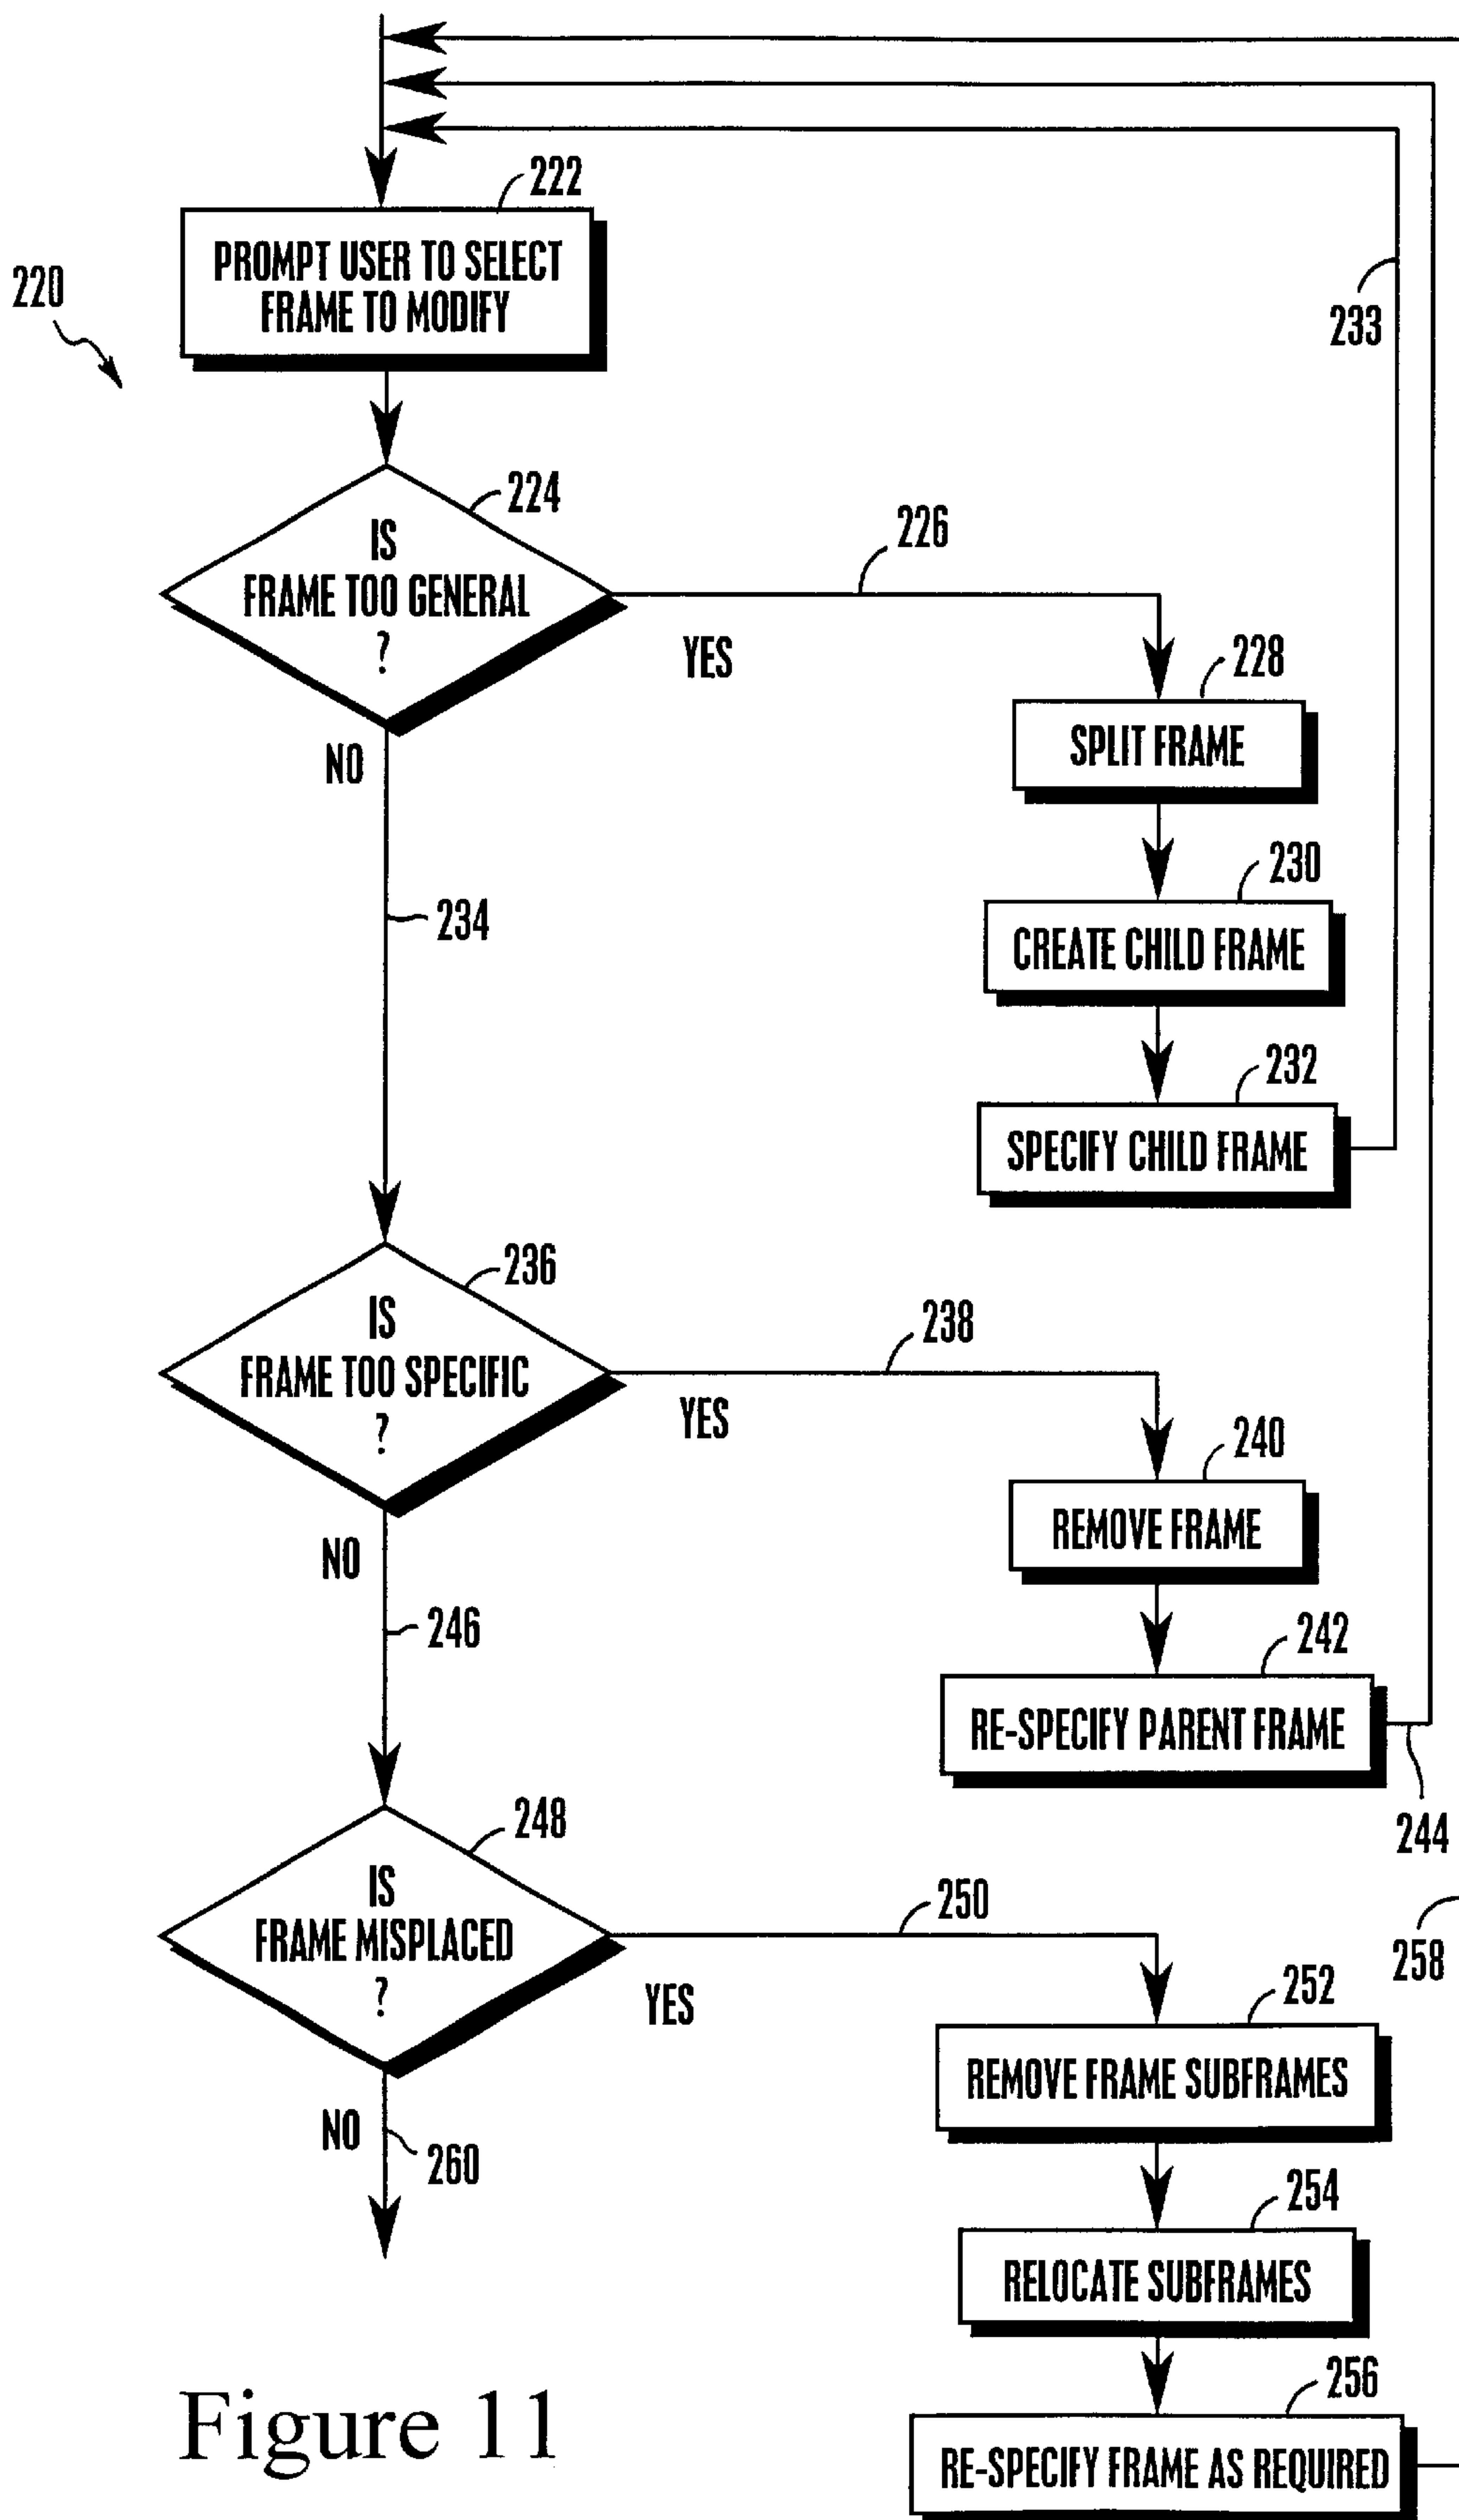 222
PROMPT USER TO SELECT
FRAME TO MODIFY
220
233
224
IS
FRAME TOO GENERAL
?
226
YES
228
SPLIT FRAME
NO
230
CREATE CHILD FRAME
234
232
SPECIFY CHILD FRAME
236
IS
FRAME TOO SPECIFIC
?
238
YES
240
REMOVE FRAME
NO
246
242
RE-SPECIFY PARENT FRAME
244
248
IS
FRAME MISPLACED
?
250
YES
258
252
REMOVE FRAME SUBFRAMES
NO
260
254
RELOCATE SUBFRAMES
256
RE-SPECIFY FRAME AS REQUIRED
Figure 11